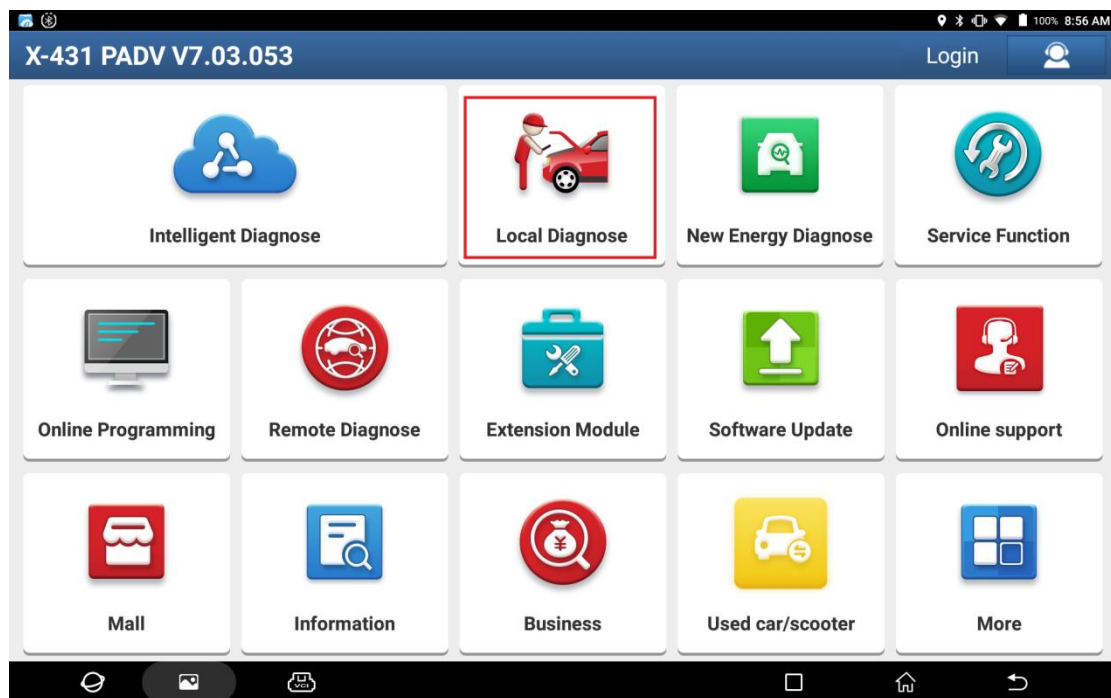 100% 8:56 AM
X-431 PADV V7.03.053 Login
Intelligent Diagnose Local Diagnose New Energy Diagnose Service Function
Online Programming Remote Diagnose Extension Module Software Update Online support
¥
Mall Information Business Used car/scooter More
VCI